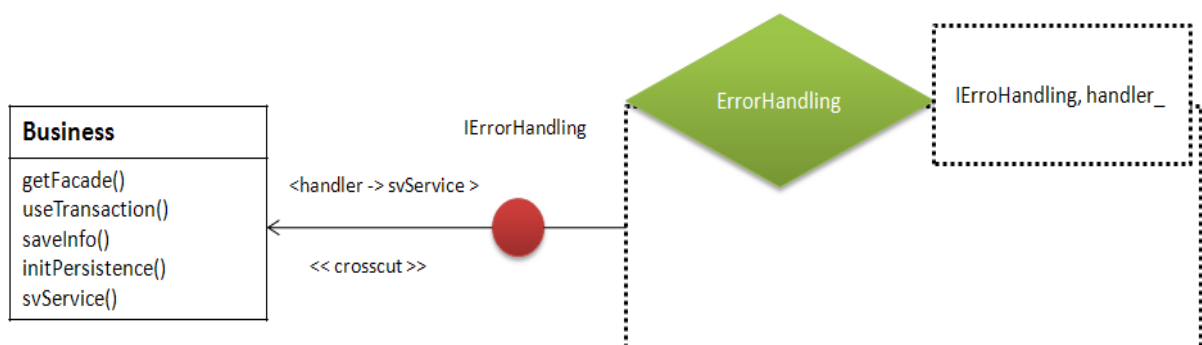 ErrorHandling
IErroHandling, handler_
IErrorHandling
Business
getFacade()
useTransaction()
saveInfo()
initPersistence()
svService()
<handler -> svService >
<< crosscut >>